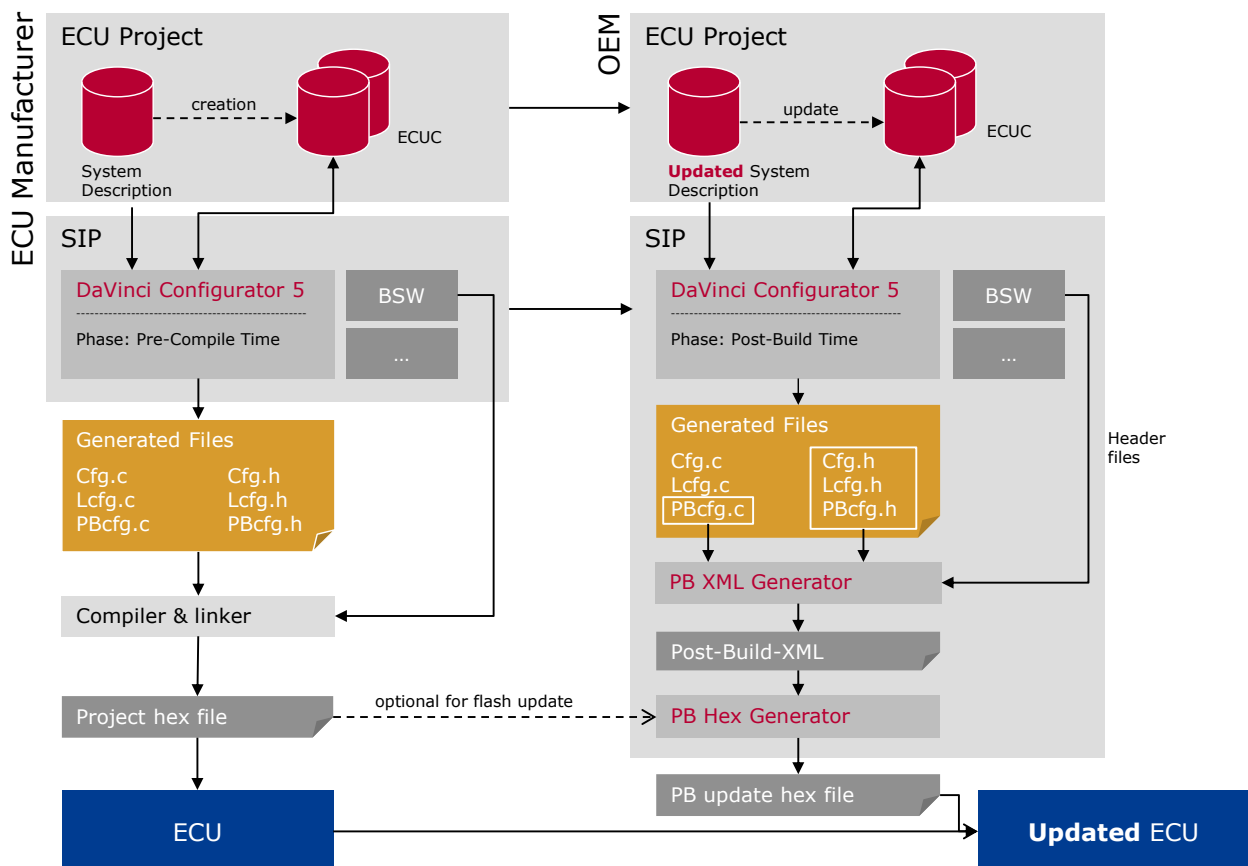 ECU Manufacturer
ECU Project
creation
ECUC
System
Description
SIP
DaVinci Configurator 5
Phase: Pre-Compile Time
BSW
...
Generated Files
Cfg.c Cfg.h
Lcfg.c Lcfg.h
PBcfg.c PBcfg.h
Compiler & linker
Project hex file
optional for flash update
ECU
OEM
ECU Project
update
ECUC
Updated System
Description
SIP
DaVinci Configurator 5
Phase: Post-Build Time
BSW
...
Generated Files
Cfg.c Cfg.h
Lcfg.c Lcfg.h
PBcfg.c PBcfg.h
Header
files
PB XML Generator
Post-Build-XML
PB Hex Generator
PB update hex file
Updated ECU